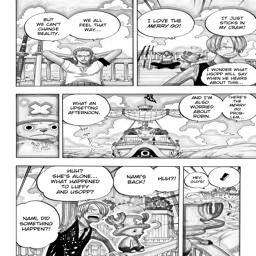 IT JUST
STICKS IN
MY CRAW!
I LOVE THE
MERRY GO!
I WONDER WHAT
USOPP WILL SAY
WHEN HE HEARS
ABOUT
WE ALL
FEEL THAT
WAY...
BUT WE
CAN'T
CHANGE
REALITY.
THERE'S
THE
MERRY
GO
PROB-
LEM...
AND I'M
ALSO
WORRIED
ABOUT
ROBIN.
WHAT AN
UPSETTING
AFTERNOON.
HEY,
GUYS!
HUH?!
NAMI'S
BACK!
HUH?
SHE'S ALONE...
WHAT HAPPENED
TO LUFFY
AND
USOPP?
NAMI, DID
SOMETHING
HAPPEN?!